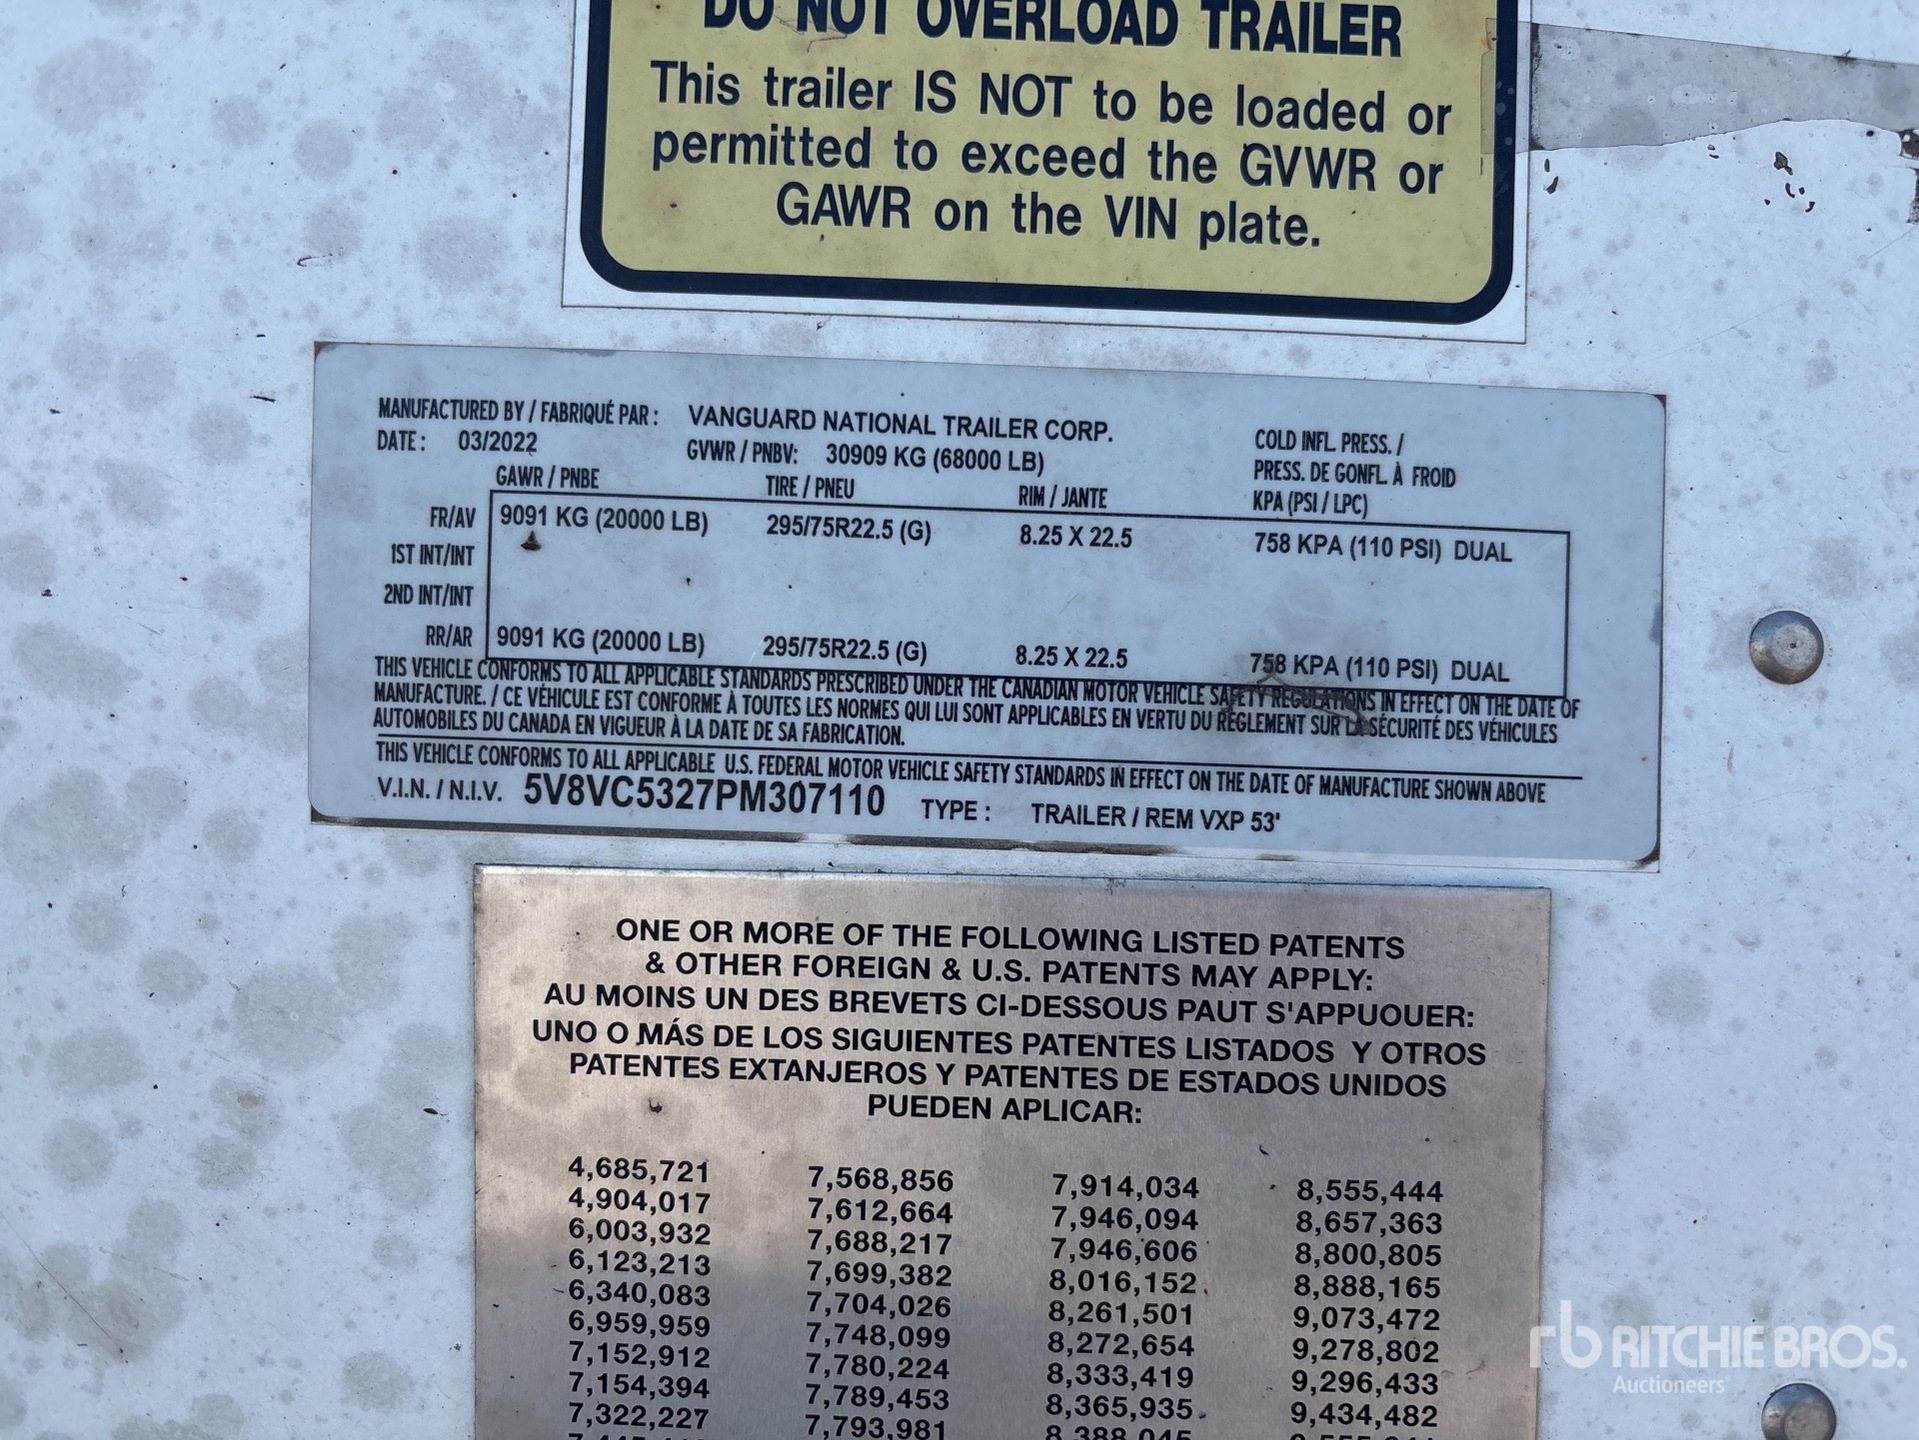 DO NOT OVERLOAD TRAILER
This trailer IS NOT to be loaded or
permitted to exceed the GVWR or
GAWR on the VIN plate.
MANUFACTURED BY / FABRIQUÉ PAR : VANGUARD NATIONAL TRAILER CORP.
DATE : 03/2022 GVWR / PNBV: 30909 KG (68000 LB)
COLD INFL. PRESS. /
PRESS. DE GONFL. À FROID
KPA (PSI / LPC)
GAWR / PNBE TIRE / PNEU RIM / JANTE
FR/AV 9091 KG (20000 LB) 295/75R22.5 (G) 8.25 X 22.5 758 KPA (110 PSI) DUAL
1ST INT/INT
2ND INT/INT
RR/AR 9091 KG (20000 LB) 295/75R22.5 (G) 8.25 X 22.5 758 KPA (110 PSI) DUAL
THIS VEHICLE CONFORMS TO ALL APPLICABLE STANDARDS PRESCRIBED UNDER THE CANADIAN MOTOR VEHICLE SAFETY REGULATIONS IN EFFECT ON THE DATE OF
MANUFACTURE. / CE VÉHICULE EST CONFORME À TOUTES LES NORMES QUI LUI SONT APPLICABLES EN VERTU DU RÈGLEMENT SUR LA SÉCURITÉ DES VÉHICULES
AUTOMOBILES DU CANADA EN VIGUEUR À LA DATE DE SA FABRICATION.
THIS VEHICLE CONFORMS TO ALL APPLICABLE U.S. FEDERAL MOTOR VEHICLE SAFETY STANDARDS IN EFFECT ON THE DATE OF MANUFACTURE SHOWN ABOVE
V.I.N. / N.I.V. 5V8VC5327PM307110 TYPE : TRAILER / REM VXP 53'
ONE OR MORE OF THE FOLLOWING LISTED PATENTS
& OTHER FOREIGN & U.S. PATENTS MAY APPLY:
AU MOINS UN DES BREVETS CI-DESSOUS PAUT S'APPUOUER:
UNO O MÁS DE LOS SIGUIENTES PATENTES LISTADOS Y OTROS
PATENTES EXTANJEROS Y PATENTES DE ESTADOS UNIDOS
PUEDEN APLICAR:
4,685,721 7,568,856 7,914,034 8,555,444
4,904,017 7,612,664 7,946,094 8,657,363
6,003,932 7,688,217 7,946,606 8,800,805
6,123,213 7,699,382 8,016,152 8,888,165
6,340,083 7,704,026 8,261,501 9,073,472
6,959,959 7,748,099 8,272,654 9,278,802
7,152,912 7,780,224 8,333,419 9,296,433
7,154,394 7,789,453 8,365,935 9,434,482
7,322,227 7,793,981 8,388,045
rb RITCHIE BROS.
Auctioneers